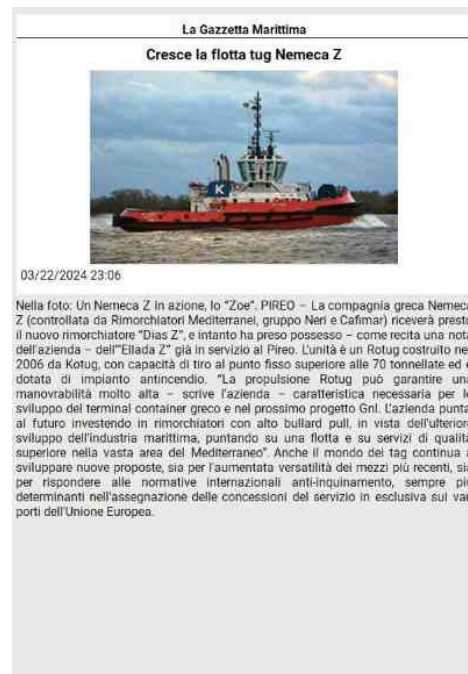 La Gazzetta Marittima
Cresce la flotta tug Nemeca Z
K
03/22/2024 23:06
Nella foto: Un Nemeca Z in azione, lo "Zoe". PIREO – La compagnia greca Nemeca
Z (controllata da Rimorchiatori Mediterranei, gruppo Neri e Cafimar) riceverà presto
il nuovo rimorchiatore "Dias Z", e intanto ha preso possesso – come recita una nota
dell'azienda – dell'"Ellada Z" già in servizio al Pireo. L'unità è un Rotug costruito nel
2006 da Kotug, con capacità di tiro al punto fisso superiore alle 70 tonnellate ed è
dotata di impianto antincendio. "La propulsione Rotug può garantire una
manovrabilità molto alta – scrive l'azienda – caratteristica necessaria per lo
sviluppo del terminal container greco e nel prossimo progetto Gnl. L'azienda punta
al futuro investendo in rimorchiatori con alto bullard pull, in vista dell'ulteriore
sviluppo dell'industria marittima, puntando su una flotta e su servizi di qualità
superiore nella vasta area del Mediterraneo". Anche il mondo dei tag continua a
sviluppare nuove proposte, sia per l'aumentata versatilità dei mezzi più recenti, sia
per rispondere alle normative internazionali anti-inquinamento, sempre più
determinanti nell'assegnazione delle concessioni del servizio in esclusiva sui vari
porti dell'Unione Europea.